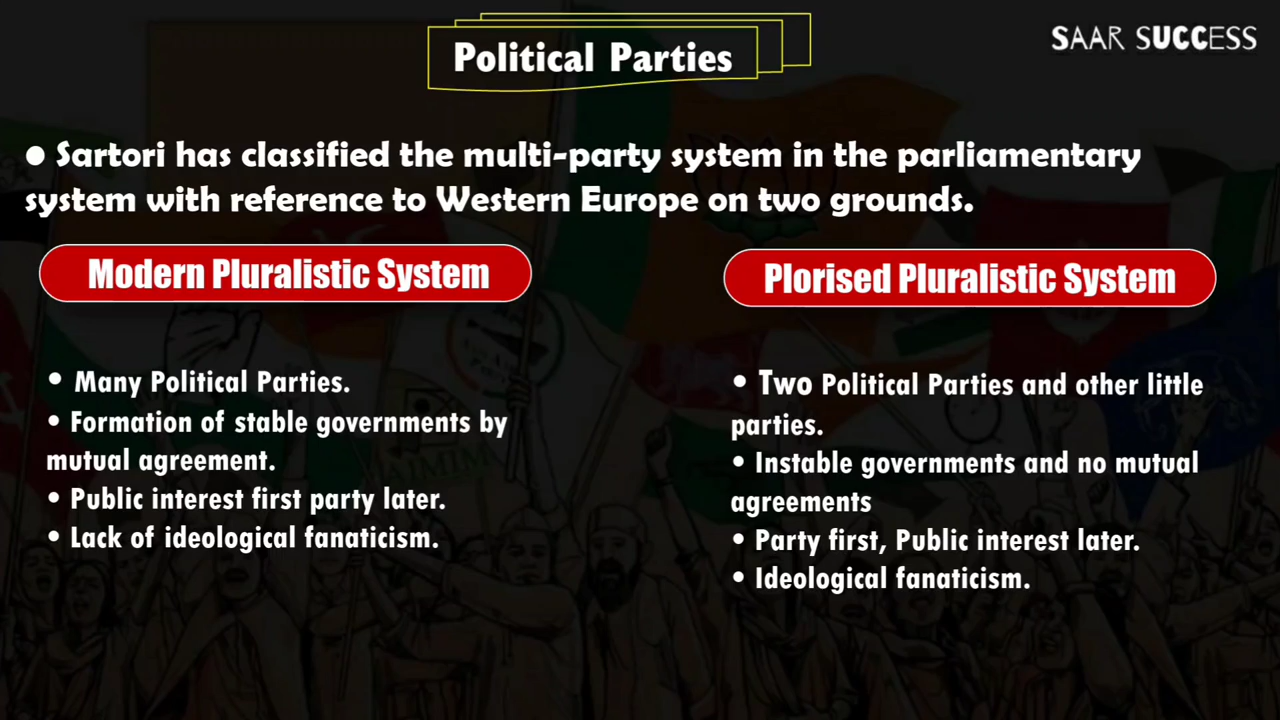 Political Parties
SAAR SUCCESS
● Sartori has classified the multi-party system in the parliamentary
system with reference to Western Europe on two grounds.
Modern Pluralistic System
• Many Political Parties.
• Formation of stable governments by
mutual agreement.
• Public interest first party later.
• Lack of ideological fanaticism.
Plorised Pluralistic System
• Two Political Parties and other little
parties.
• Instable governments and no mutual
agreements
• Party first, Public interest later.
• Ideological fanaticism.